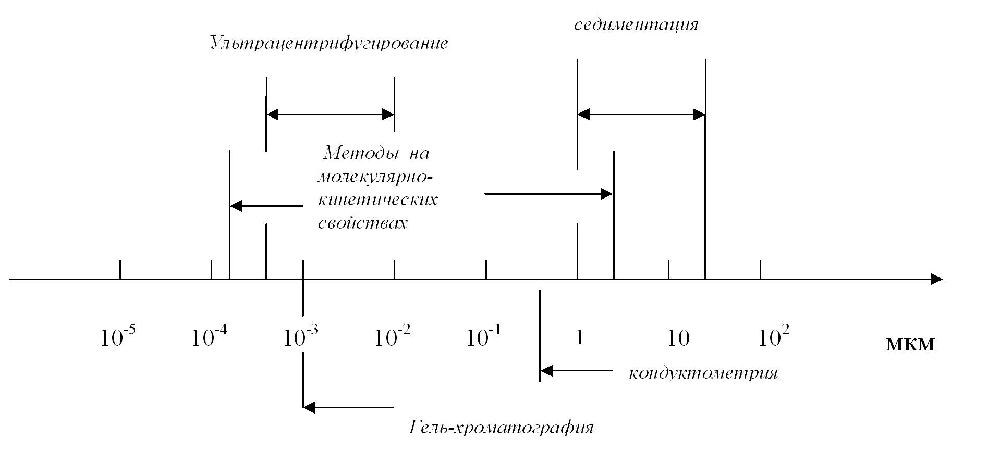 седиментация
Ультрацентрифугирование
Методы на
молекулярно-
кинетических
свойствах
10⁻⁵ 10⁻⁴ 10⁻³ 10⁻² 10⁻¹ 1 10 10² мкм
кондуктометрия
Гель-хроматография